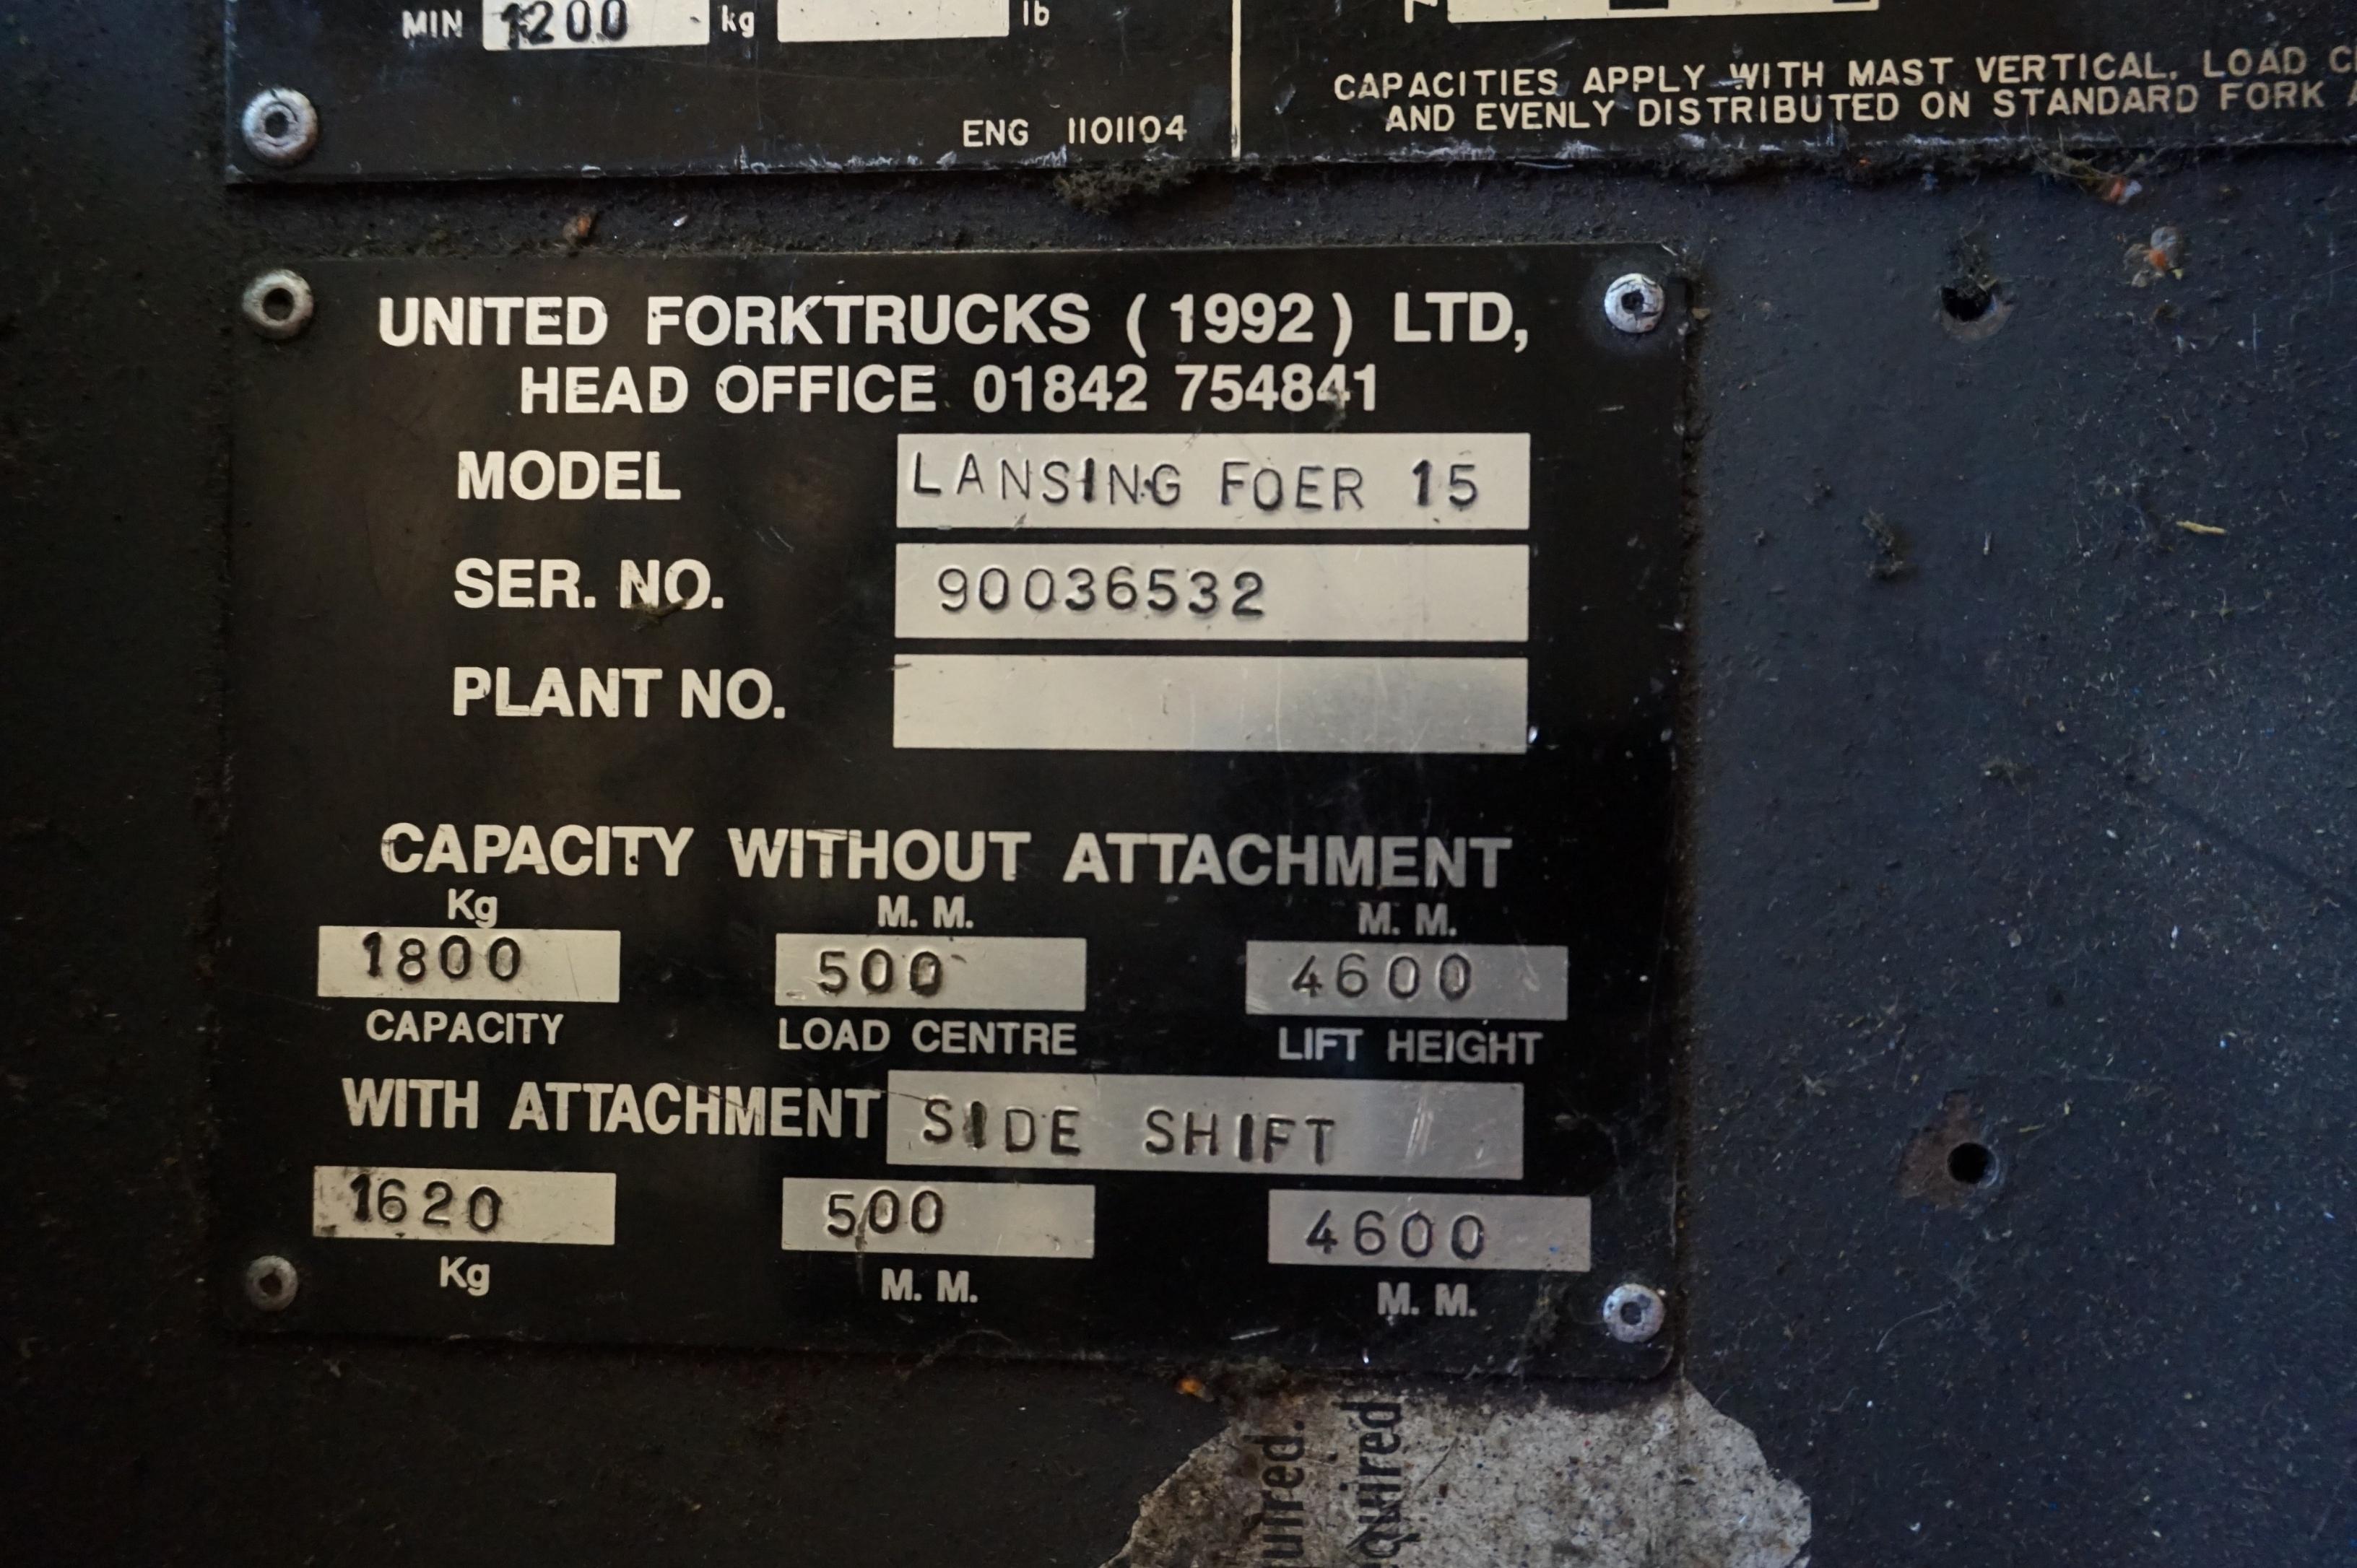 MIN 1200 kg lb
ENG 1101104
CAPACITIES APPLY WITH MAST VERTICAL. LOAD
AND EVENLY DISTRIBUTED ON STANDARD FORK
UNITED FORKTRUCKS (1992) LTD,
HEAD OFFICE 01842 754841
MODEL LANSING FOER 15
SER. NO. 90036532
PLANT NO.
CAPACITY WITHOUT ATTACHMENT
Kg M. M. M. M.
1800 500 4600
CAPACITY LOAD CENTRE LIFT HEIGHT
WITH ATTACHMENT SIDE SHIFT
1620 500 4600
Kg M. M. M. M.
uired.
quired